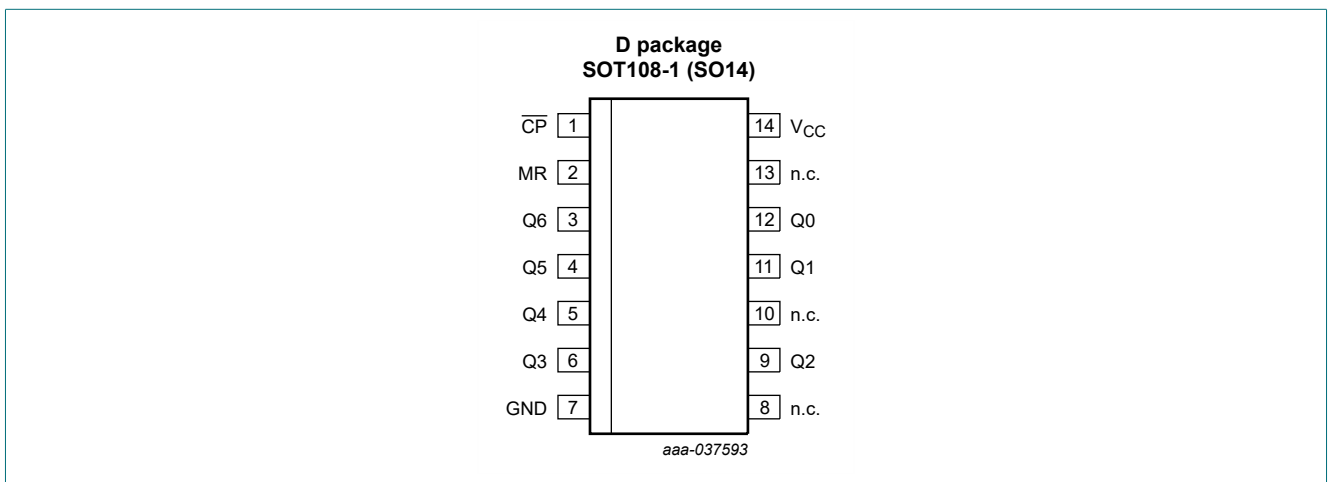 D package
SOT108-1 (SO14)
C̅P̅ 1 14 VCC
MR 2 13 n.c.
Q6 3 12 Q0
Q5 4 11 Q1
Q4 5 10 n.c.
Q3 6 9 Q2
GND 7 8 n.c.
aaa-037593